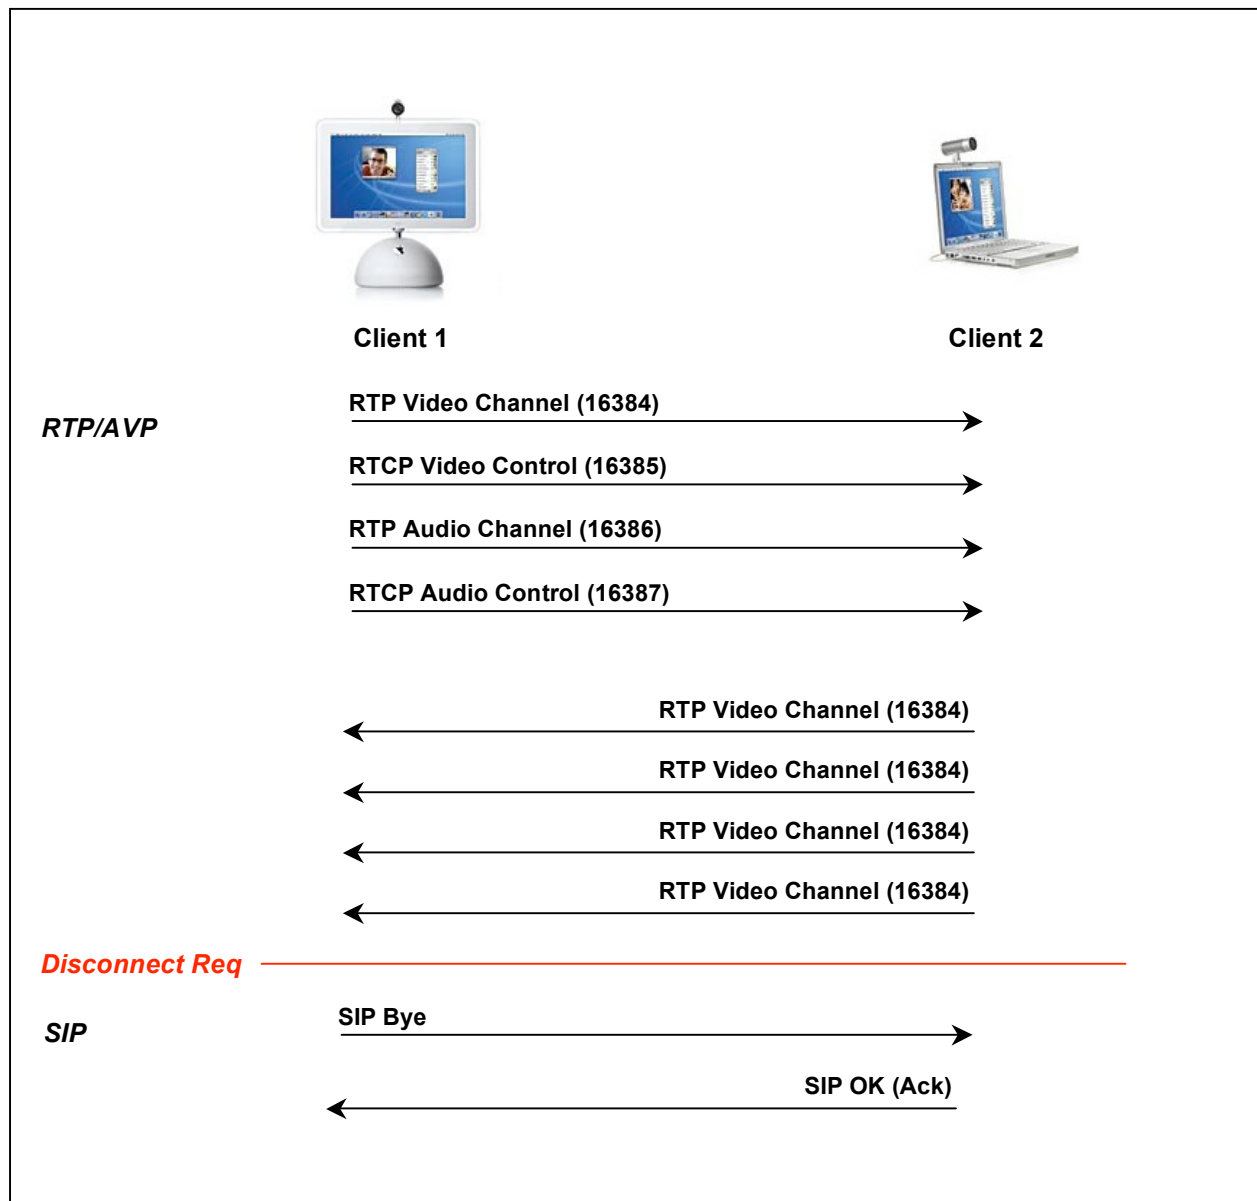 Client 1
Client 2
RTP/AVP
RTP Video Channel (16384)
RTCP Video Control (16385)
RTP Audio Channel (16386)
RTCP Audio Control (16387)
RTP Video Channel (16384)
RTP Video Channel (16384)
RTP Video Channel (16384)
RTP Video Channel (16384)
Disconnect Req
SIP
SIP Bye
SIP OK (Ack)